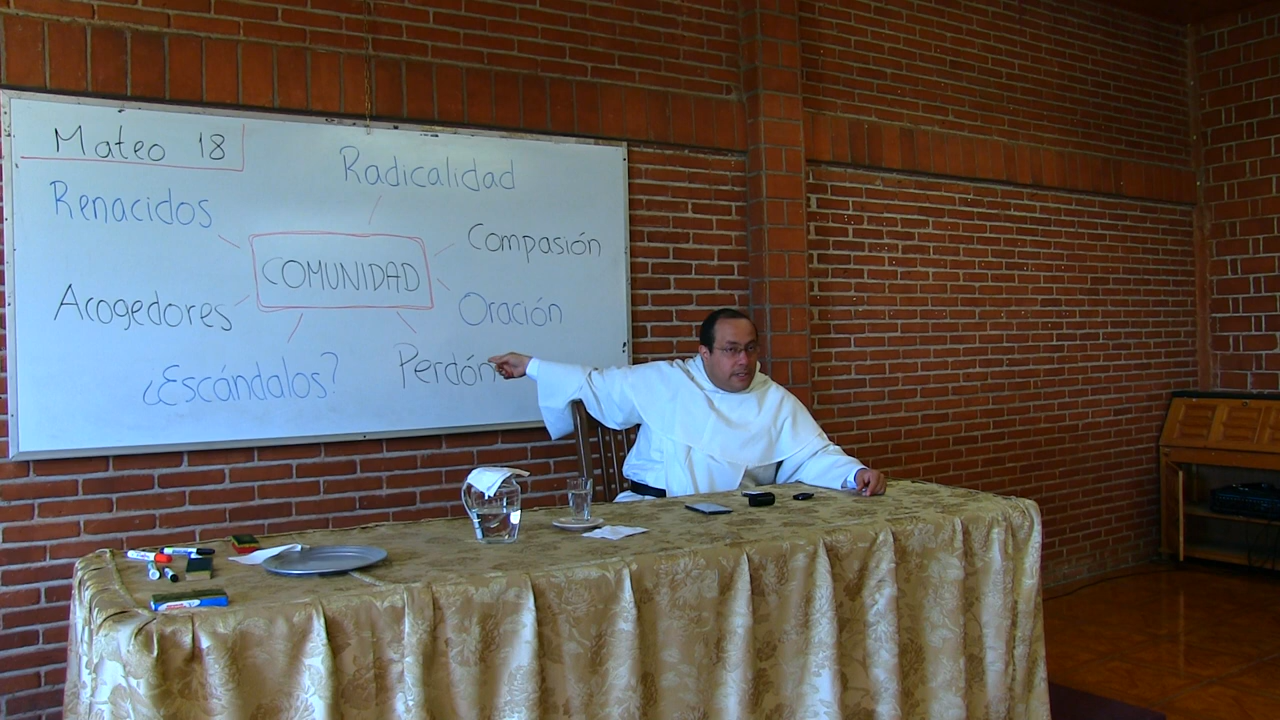 Mateo 18
Radicalidad
Renacidos
Compasión
COMUNIDAD
Acogedores
Oración
¿Escándalos?
Perdón